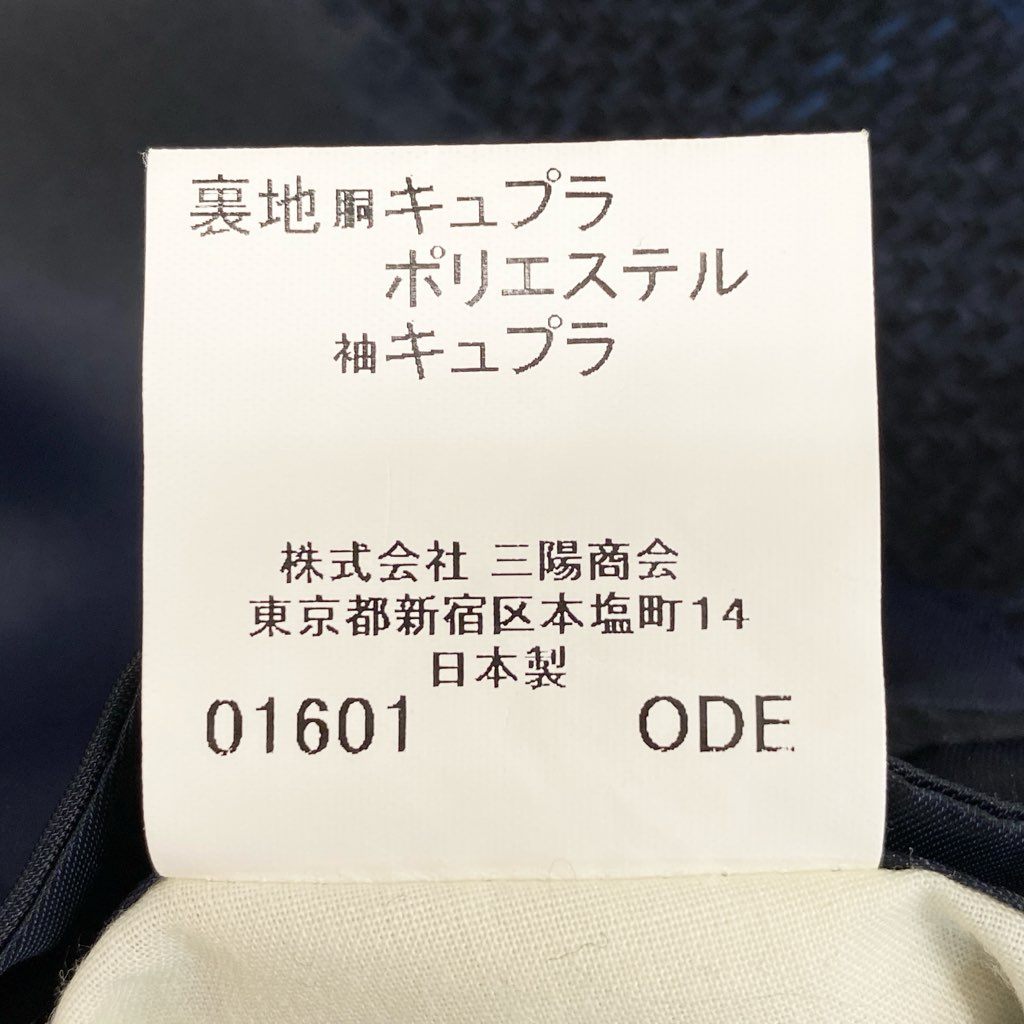 裏地 胴 キュプラ
ポリエステル
袖 キュプラ
株式会社 三陽商会
東京都新宿区本塩町14
日本製
01601 ODE